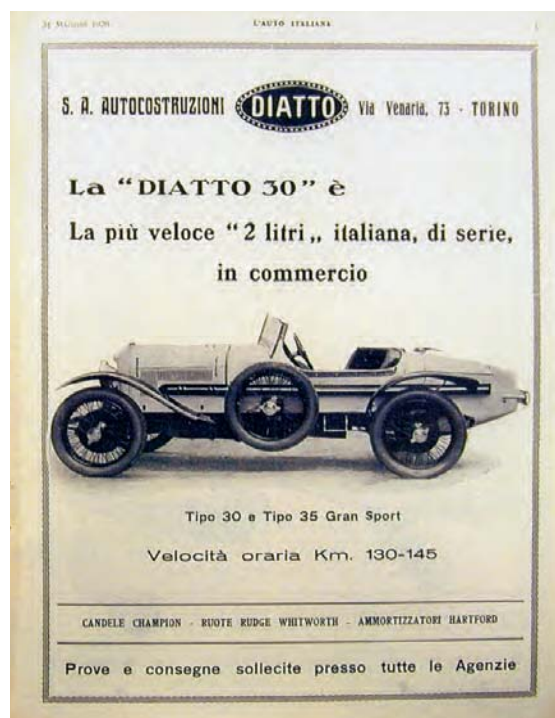 L'AUTO ITALIANA
S. A. AUTOCOSTRUZIONI DIATTO Via Venaria, 73 - TORINO
La “DIATTO 30” è
La più veloce “2 litri„ italiana, di serie,
in commercio
Tipo 30 e Tipo 35 Gran Sport
Velocità oraria Km. 130-145
CANDELE CHAMPION - RUOTE RUDGE WHITWORTH - AMMORTIZZATORI HARTFORD
Prove e consegne sollecite presso tutte le Agenzie